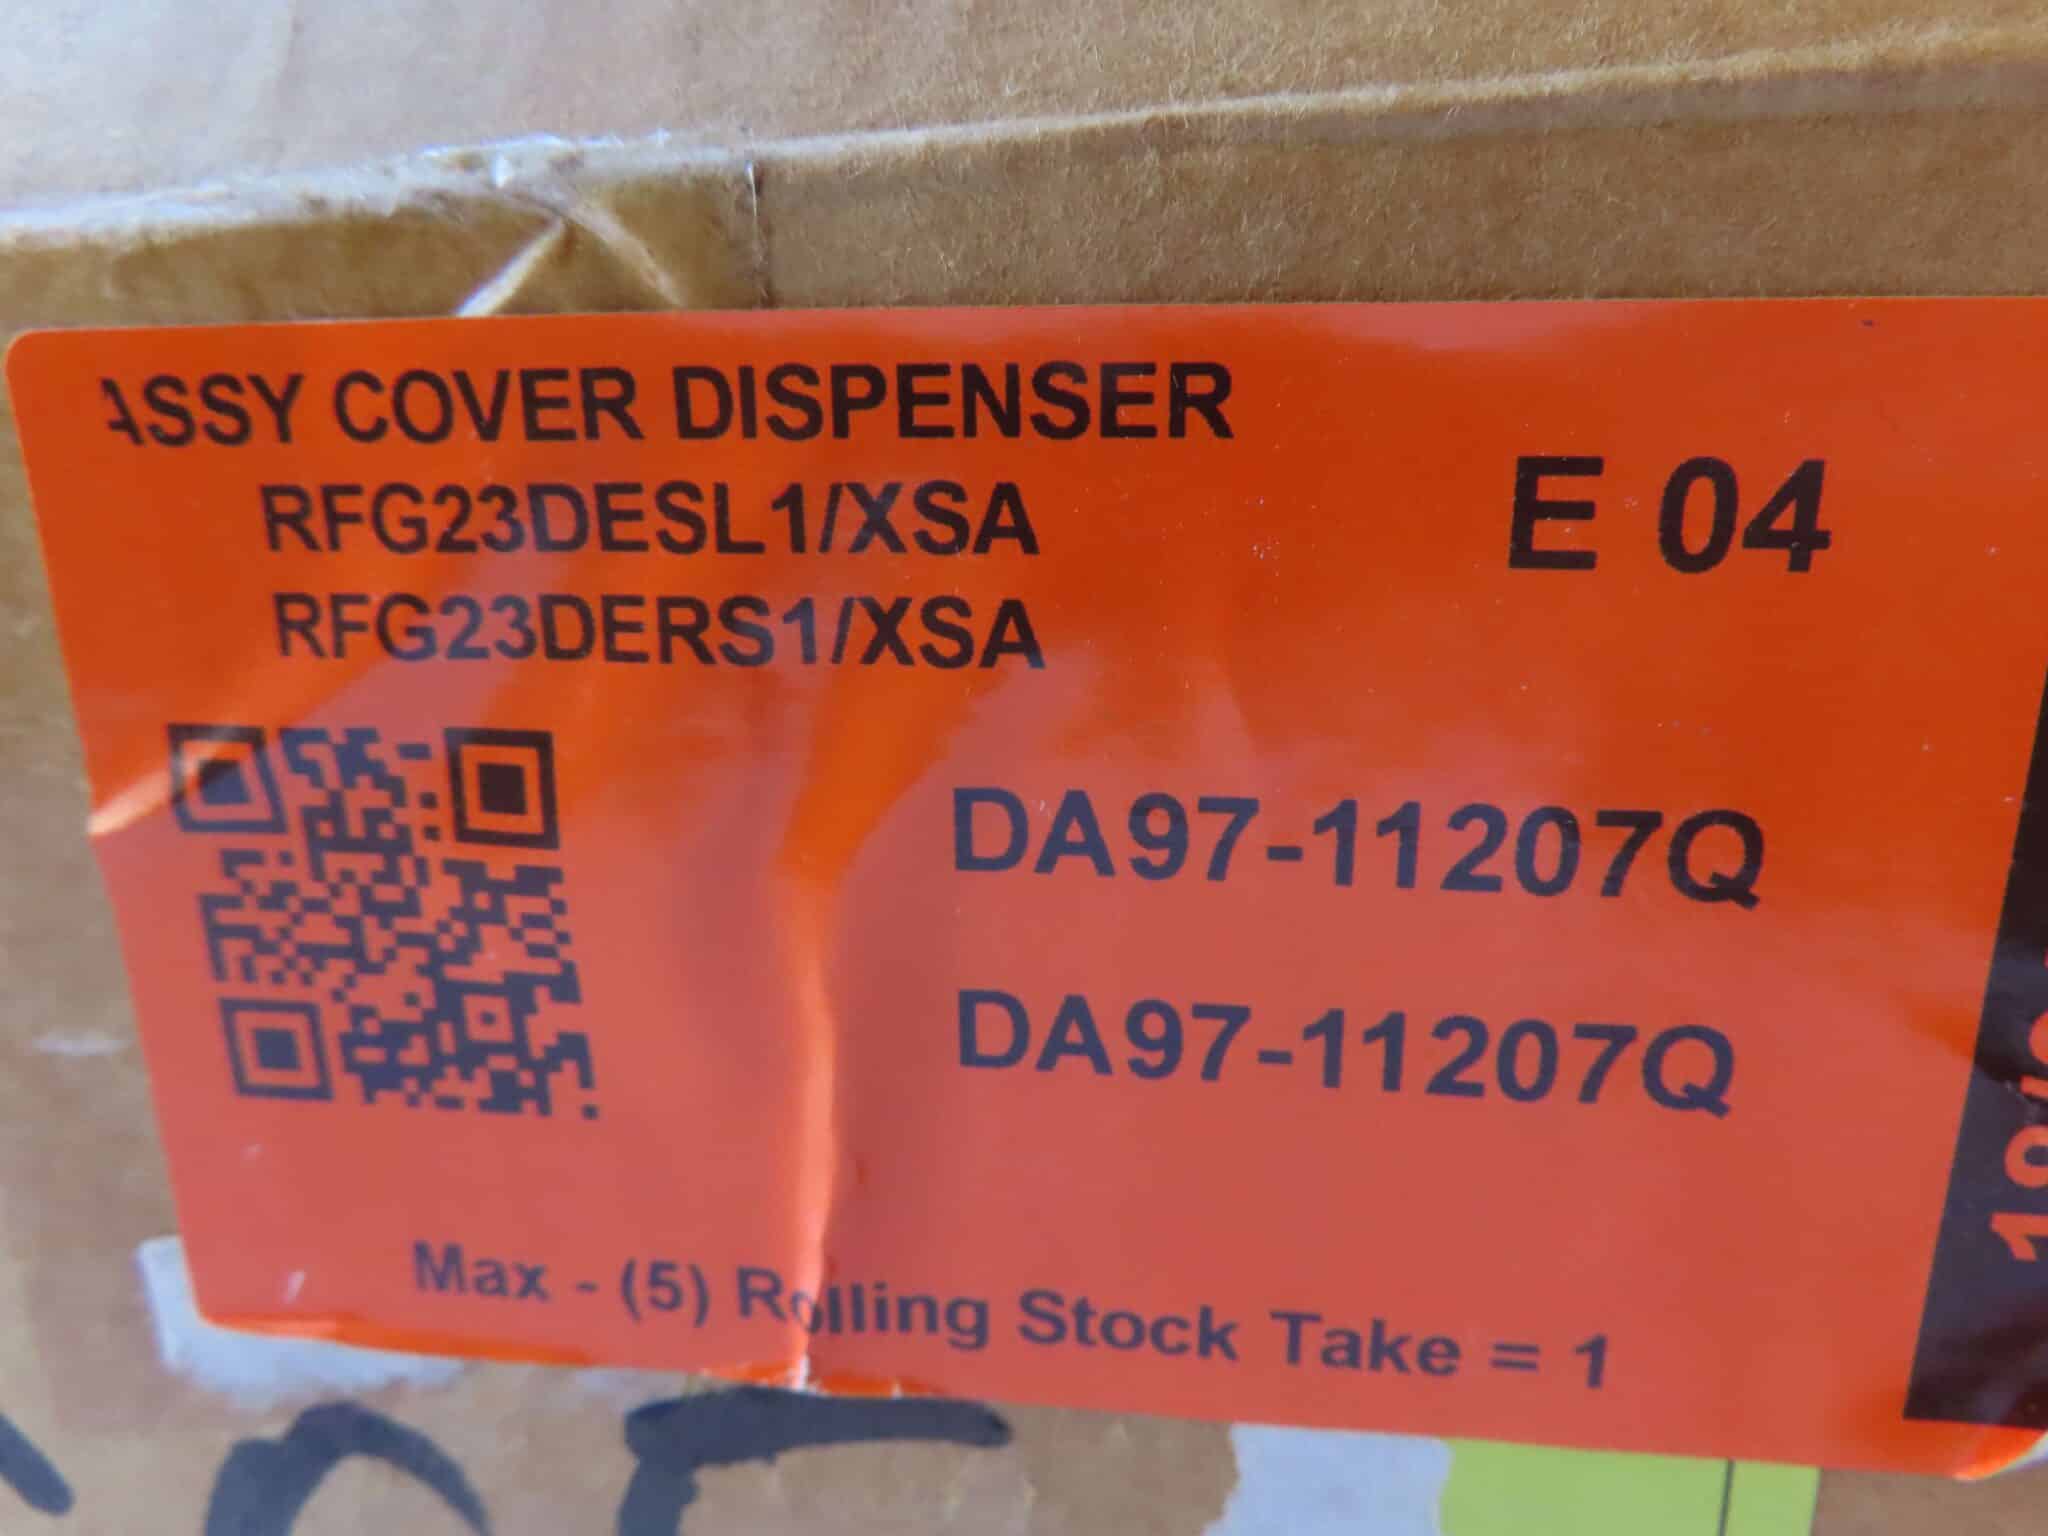 ASSY COVER DISPENSER
RFG23DESL1/XSA
RFG23DERS1/XSA
E 04
DA97-11207Q
DA97-11207Q
Max - (5) Rolling Stock Take = 1